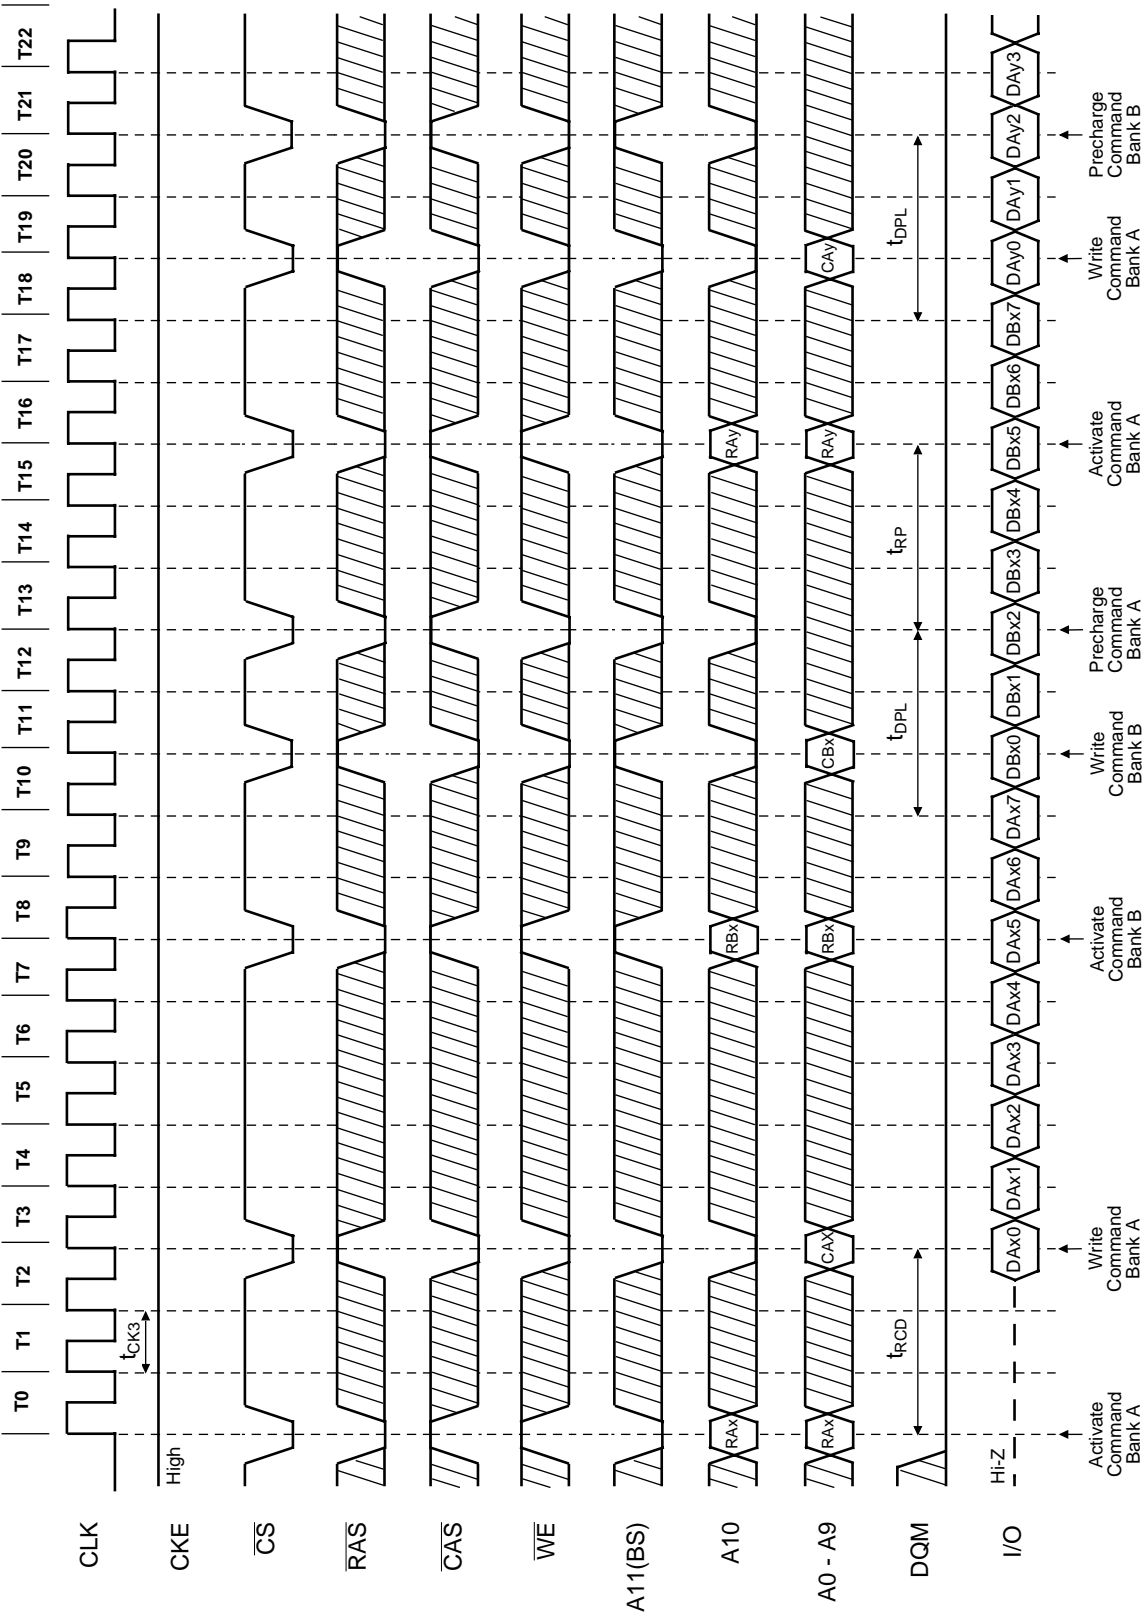 T0 T1 T2 T3 T4 T5 T6 T7 T8 T9 T10 T11 T12 T13 T14 T15 T16 T17 T18 T19 T20 T21 T22
CLK
tCK3
CKE
High
CS
RAS
CAS
WE
A11(BS)
A10
RAx RBx RAy
A0 - A9
RAx CAX RBx CBx RAy CAy
DQM
tRCD tDPL tRP tDPL
I/O
Hi-Z
DAx0 DAx1 DAx2 DAx3 DAx4 DAx5 DAx6 DAx7 DBx0 DBx1 DBx2 DBx3 DBx4 DBx5 DBx6 DBx7 DAy0 DAy1 DAy2 DAy3
Activate
Command
Bank A
Write
Command
Bank A
Activate
Command
Bank B
Write
Command
Bank B
Precharge
Command
Bank A
Activate
Command
Bank A
Write
Command
Bank A
Precharge
Command
Bank B